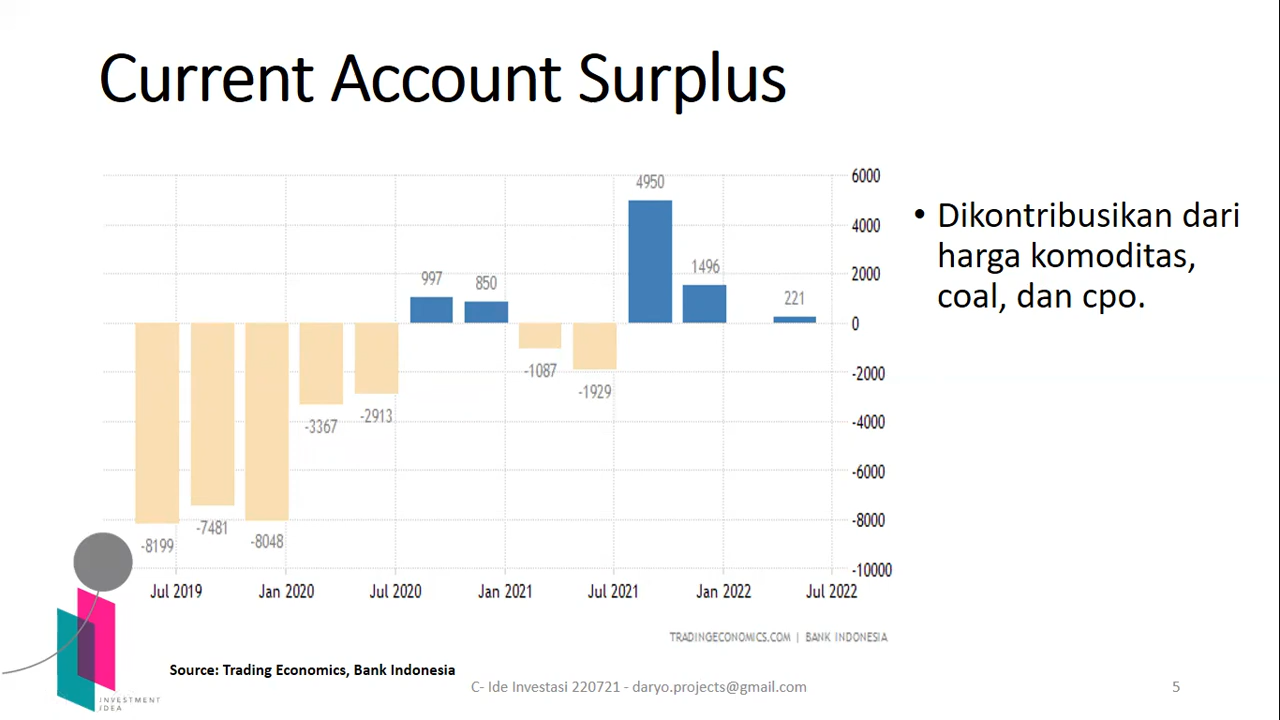 Current Account Surplus
6000
4950
4000
1496
2000
997
850
221
0
-1087
-1929
-2000
-3367
-2913
-4000
-6000
-8199
-7481
-8048
-8000
-10000
Jul 2019
Jan 2020
Jul 2020
Jan 2021
Jul 2021
Jan 2022
Jul 2022
TRADINGECONOMICS.COM | BANK INDONESIA
• Dikontribusikan dari
harga komoditas,
coal, dan cpo.
Source: Trading Economics, Bank Indonesia
INVESTMENT
IDEA
C- Ide Investasi 220721 - daryo.projects@gmail.com
5